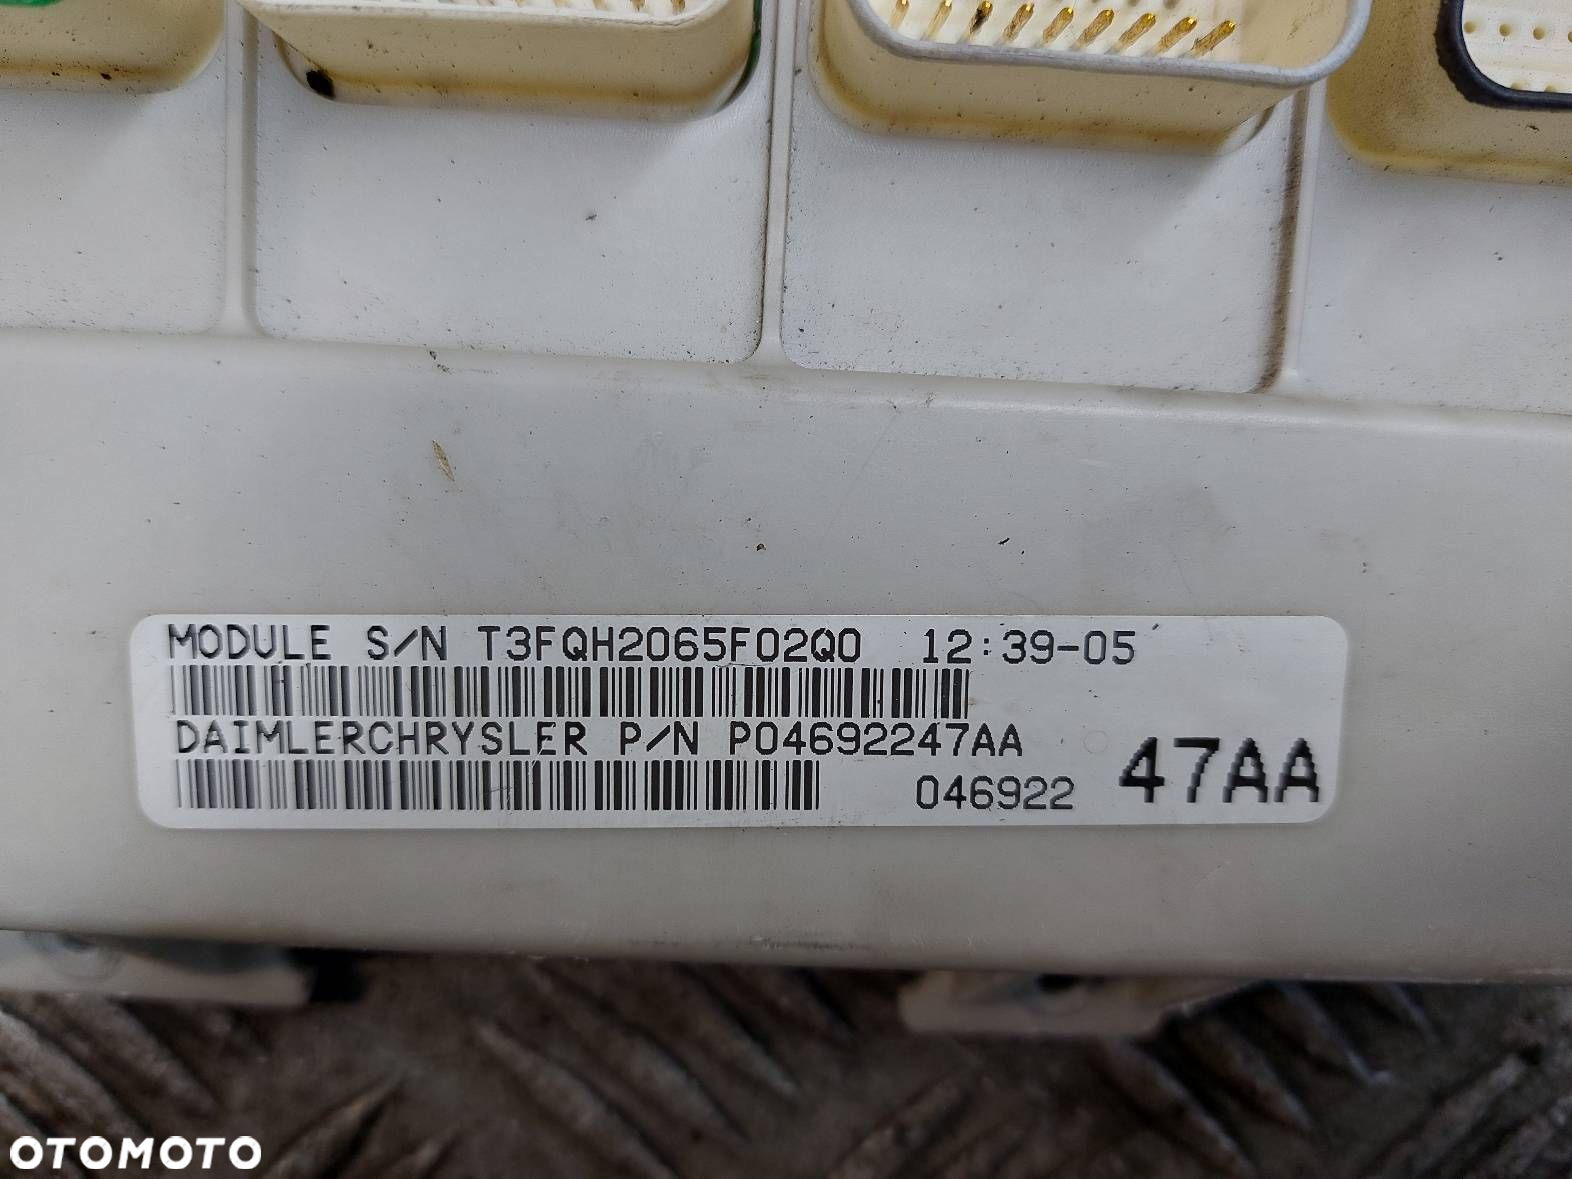 MODULE S/N T3FQH2065F02Q0 12:39-05
DAIMLERCHRYSLER P/N P04692247AA
046922 47AA
OTOMOTO